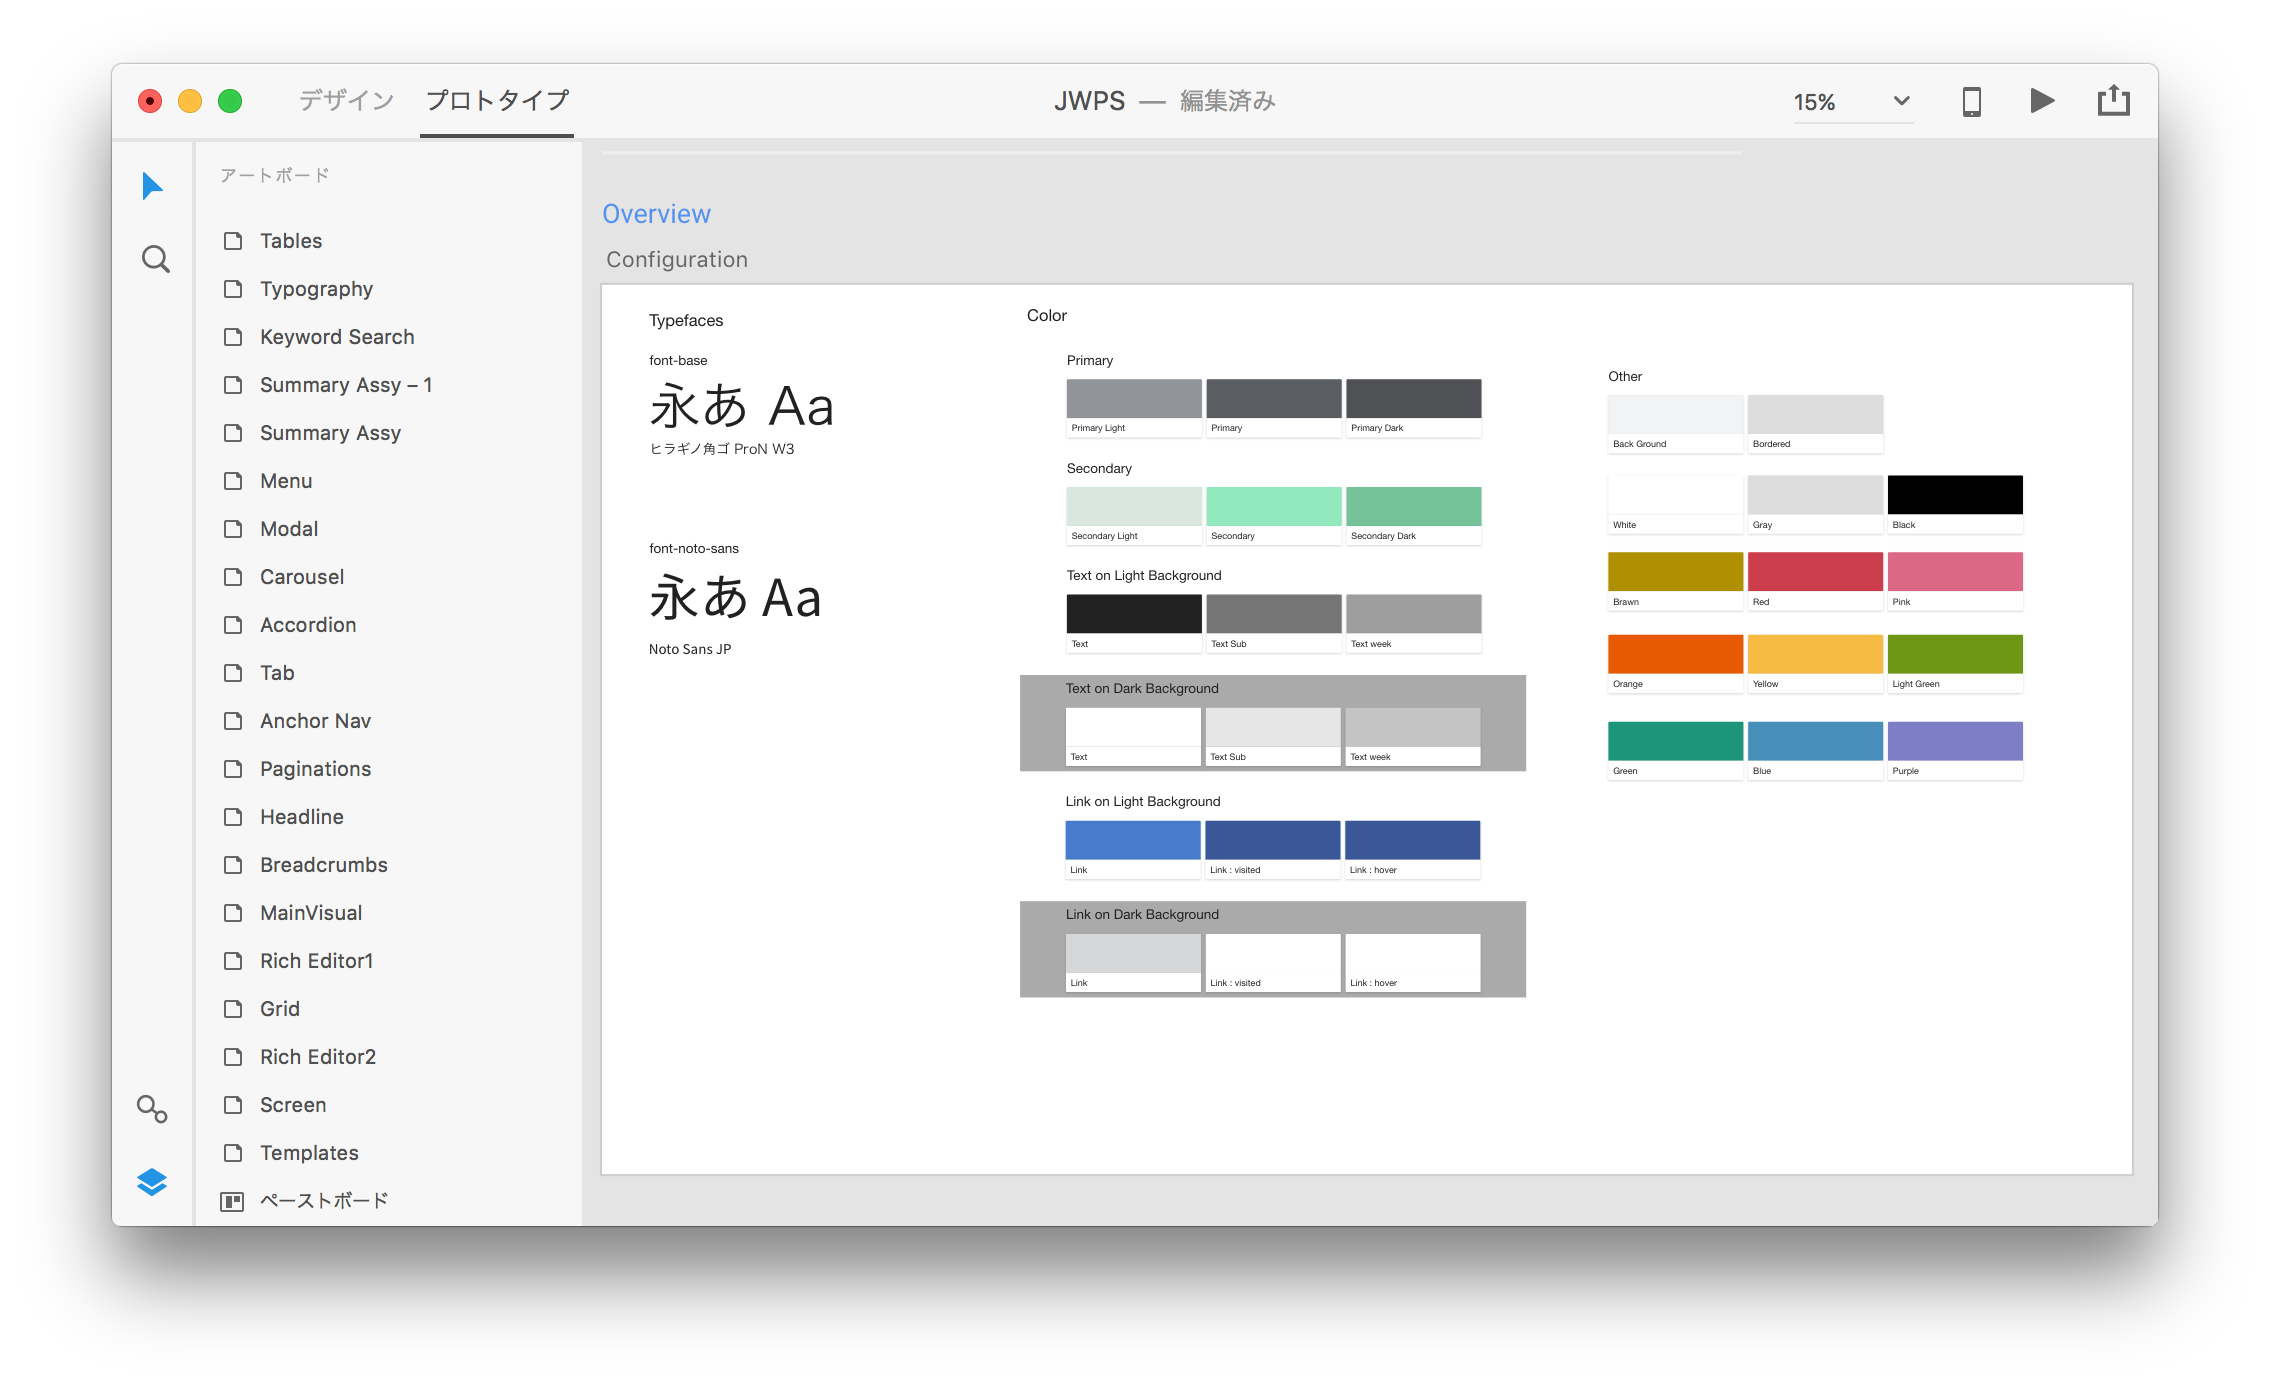 デザイン プロトタイプ JWPS — 編集済み 15%
アートボード
Tables
Typography
Keyword Search
Summary Assy – 1
Summary Assy
Menu
Modal
Carousel
Accordion
Tab
Anchor Nav
Paginations
Headline
Breadcrumbs
MainVisual
Rich Editor1
Grid
Rich Editor2
Screen
Templates
ペーストボード
Overview
Configuration
Typefaces
font-base
永あ Aa
ヒラギノ角ゴ ProN W3
font-noto-sans
永あ Aa
Noto Sans JP
Color
Primary
Primary Light Primary Primary Dark
Secondary
Secondary Light Secondary Secondary Dark
Text on Light Background
Text Text Sub Text week
Text on Dark Background
Text Text Sub Text week
Link on Light Background
Link Link : visited Link : hover
Link on Dark Background
Link Link : visited Link : hover
Other
Back Ground Bordered
White Gray Black
Brawn Red Pink
Orange Yellow Light Green
Green Blue Purple